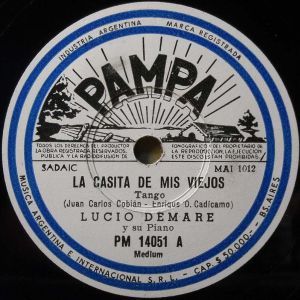 INDUSTRIA ARGENTINA
MARCA REGISTRADA
PAMPA
TODOS LOS DERECHOS DEL PRODUCTOR
DE LA OBRA REGISTRADA RESERVADOS.
PUBLICA Y LA RADIODIFUSION DE
FONOGRAFICO Y DEL PROPIETARIO
LA REPRODUCCION, LA EJECUCION
ESTE DISCO ESTAN PROHIBIDAS.
SADAIC
MAI 1012
LA CASITA DE MIS VIEJOS
Tango
(Juan Carlos Cobián - Enrique D. Cadícamo)
LUCIO DEMARE
y su Piano
PM 14051 A
Medium
MUSICA ARGENTINA E INTERNACIONAL S. R. L. - CAP. $ 50.000.- BS. AIRES